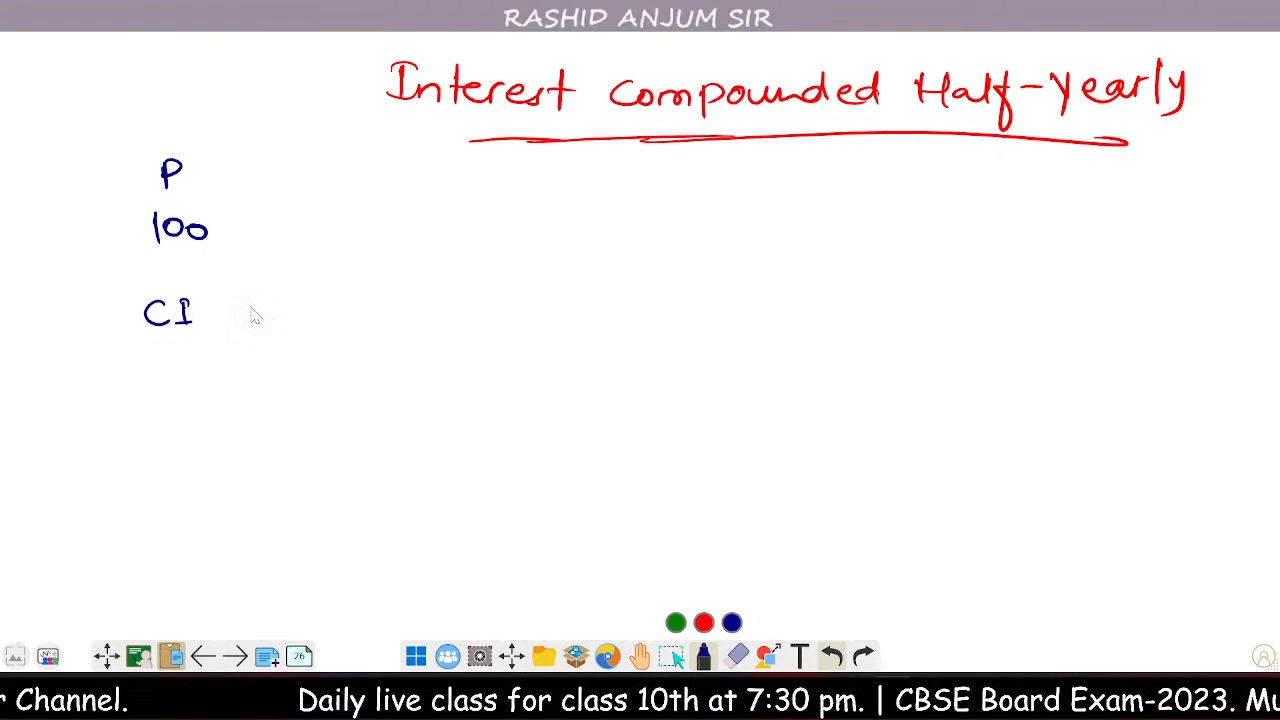 RASHID ANJUM SIR
Interest compounded Half-Yearly
P
100
CI
26
r Channel. Daily live class for class 10th at 7:30 pm. | CBSE Board Exam-2023. Mu